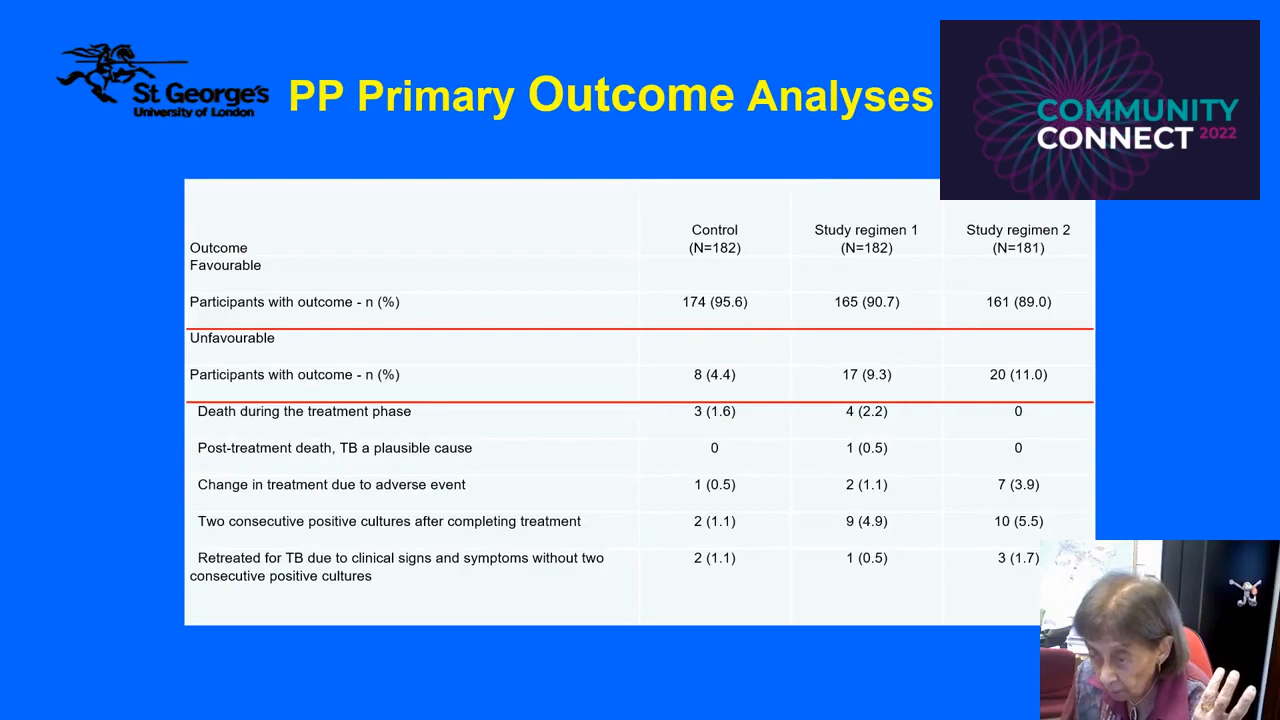 St George's
University of London
PP Primary Outcome Analyses
COMMUNITY
CONNECT 2022
Control Study regimen 1 Study regimen 2
Outcome (N=182) (N=182) (N=181)
Favourable
Participants with outcome - n (%) 174 (95.6) 165 (90.7) 161 (89.0)
Unfavourable
Participants with outcome - n (%) 8 (4.4) 17 (9.3) 20 (11.0)
Death during the treatment phase 3 (1.6) 4 (2.2) 0
Post-treatment death, TB a plausible cause 0 1 (0.5) 0
Change in treatment due to adverse event 1 (0.5) 2 (1.1) 7 (3.9)
Two consecutive positive cultures after completing treatment 2 (1.1) 9 (4.9) 10 (5.5)
Retreated for TB due to clinical signs and symptoms without two 2 (1.1) 1 (0.5) 3 (1.7)
consecutive positive cultures